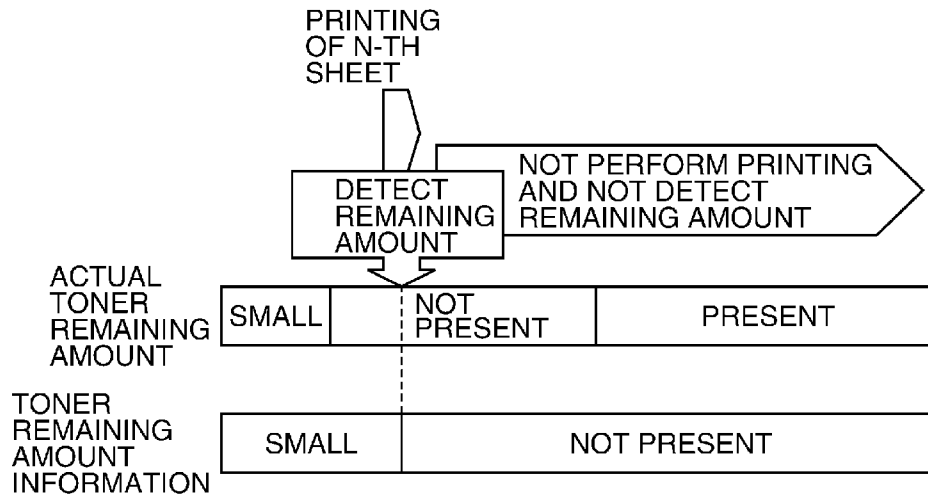 PRINTING
OF N-TH
SHEET
NOT PERFORM PRINTING
AND NOT DETECT
REMAINING AMOUNT
DETECT
REMAINING
AMOUNT
ACTUAL
TONER
REMAINING
AMOUNT
SMALL
NOT
PRESENT
PRESENT
TONER
REMAINING
AMOUNT
INFORMATION
SMALL
NOT PRESENT